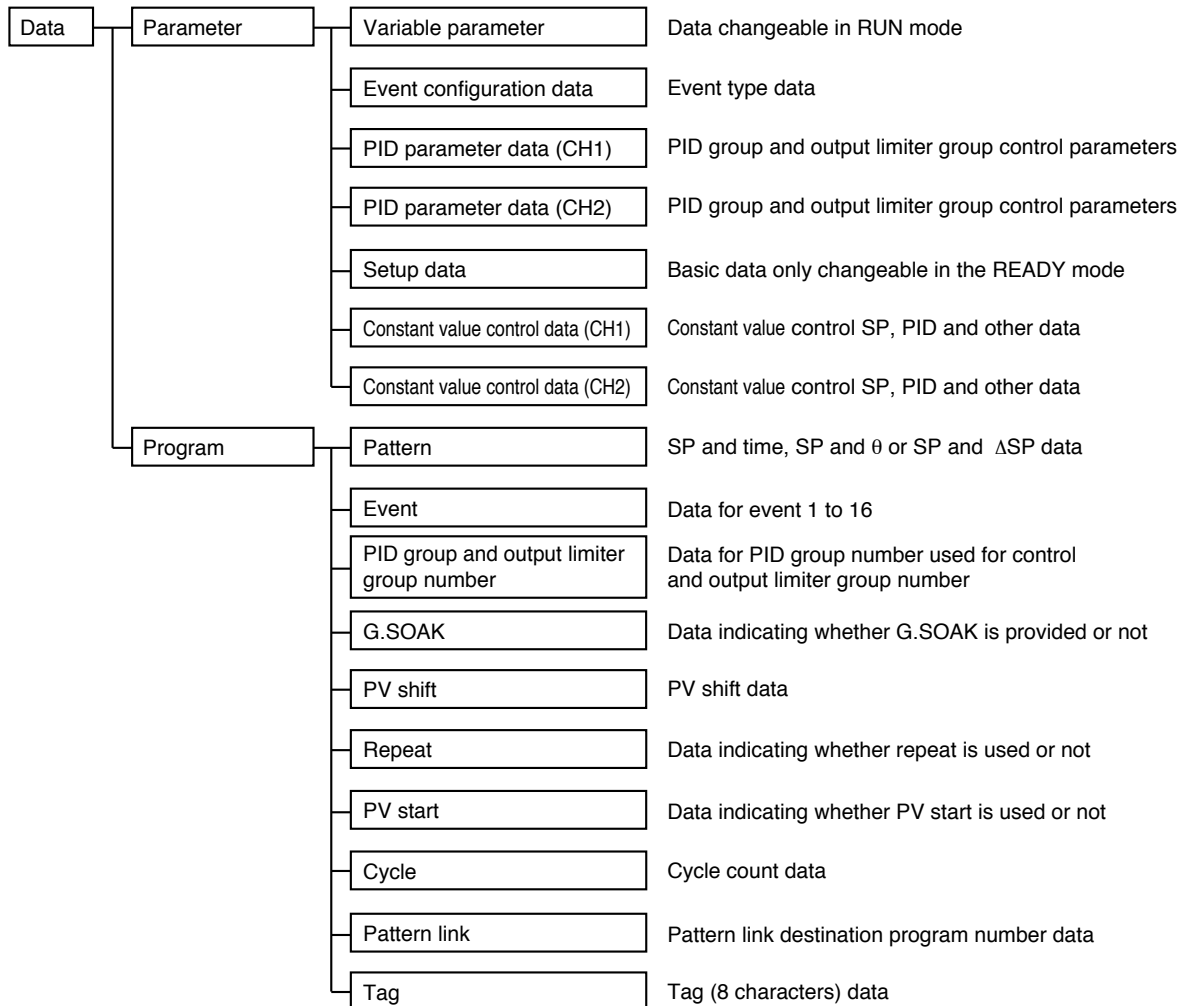 Data Parameter Variable parameter Data changeable in RUN mode
Event configuration data Event type data
PID parameter data (CH1) PID group and output limiter group control parameters
PID parameter data (CH2) PID group and output limiter group control parameters
Setup data Basic data only changeable in the READY mode
Constant value control data (CH1) Constant value control SP, PID and other data
Constant value control data (CH2) Constant value control SP, PID and other data
Program Pattern SP and time, SP and θ or SP and ΔSP data
Event Data for event 1 to 16
PID group and output limiter
group number
Data for PID group number used for control
and output limiter group number
G.SOAK Data indicating whether G.SOAK is provided or not
PV shift PV shift data
Repeat Data indicating whether repeat is used or not
PV start Data indicating whether PV start is used or not
Cycle Cycle count data
Pattern link Pattern link destination program number data
Tag Tag (8 characters) data